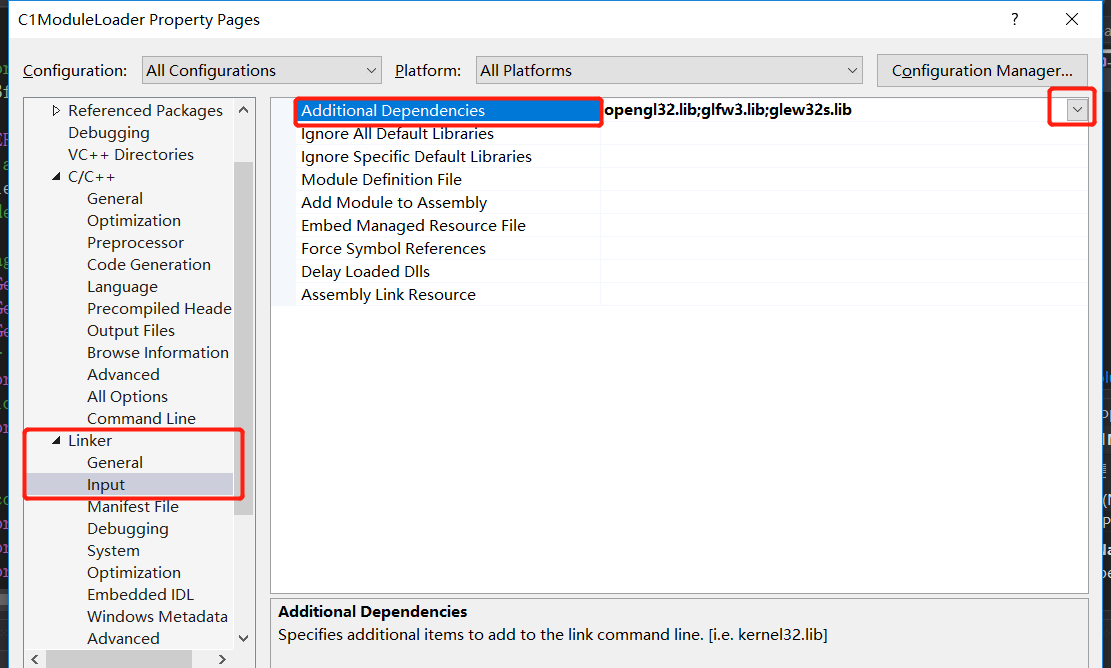 C1ModuleLoader Property Pages
?
Configuration:
All Configurations
Platform:
All Platforms
Configuration Manager...
Referenced Packages
Debugging
VC++ Directories
C/C++
General
Optimization
Preprocessor
Code Generation
Language
Precompiled Heade
Output Files
Browse Information
Advanced
All Options
Command Line
Linker
General
Input
Manifest File
Debugging
System
Optimization
Embedded IDL
Windows Metadata
Advanced
Additional Dependencies opengl32.lib;glfw3.lib;glew32s.lib
Ignore All Default Libraries
Ignore Specific Default Libraries
Module Definition File
Add Module to Assembly
Embed Managed Resource File
Force Symbol References
Delay Loaded Dlls
Assembly Link Resource
Additional Dependencies
Specifies additional items to add to the link command line. [i.e. kernel32.lib]